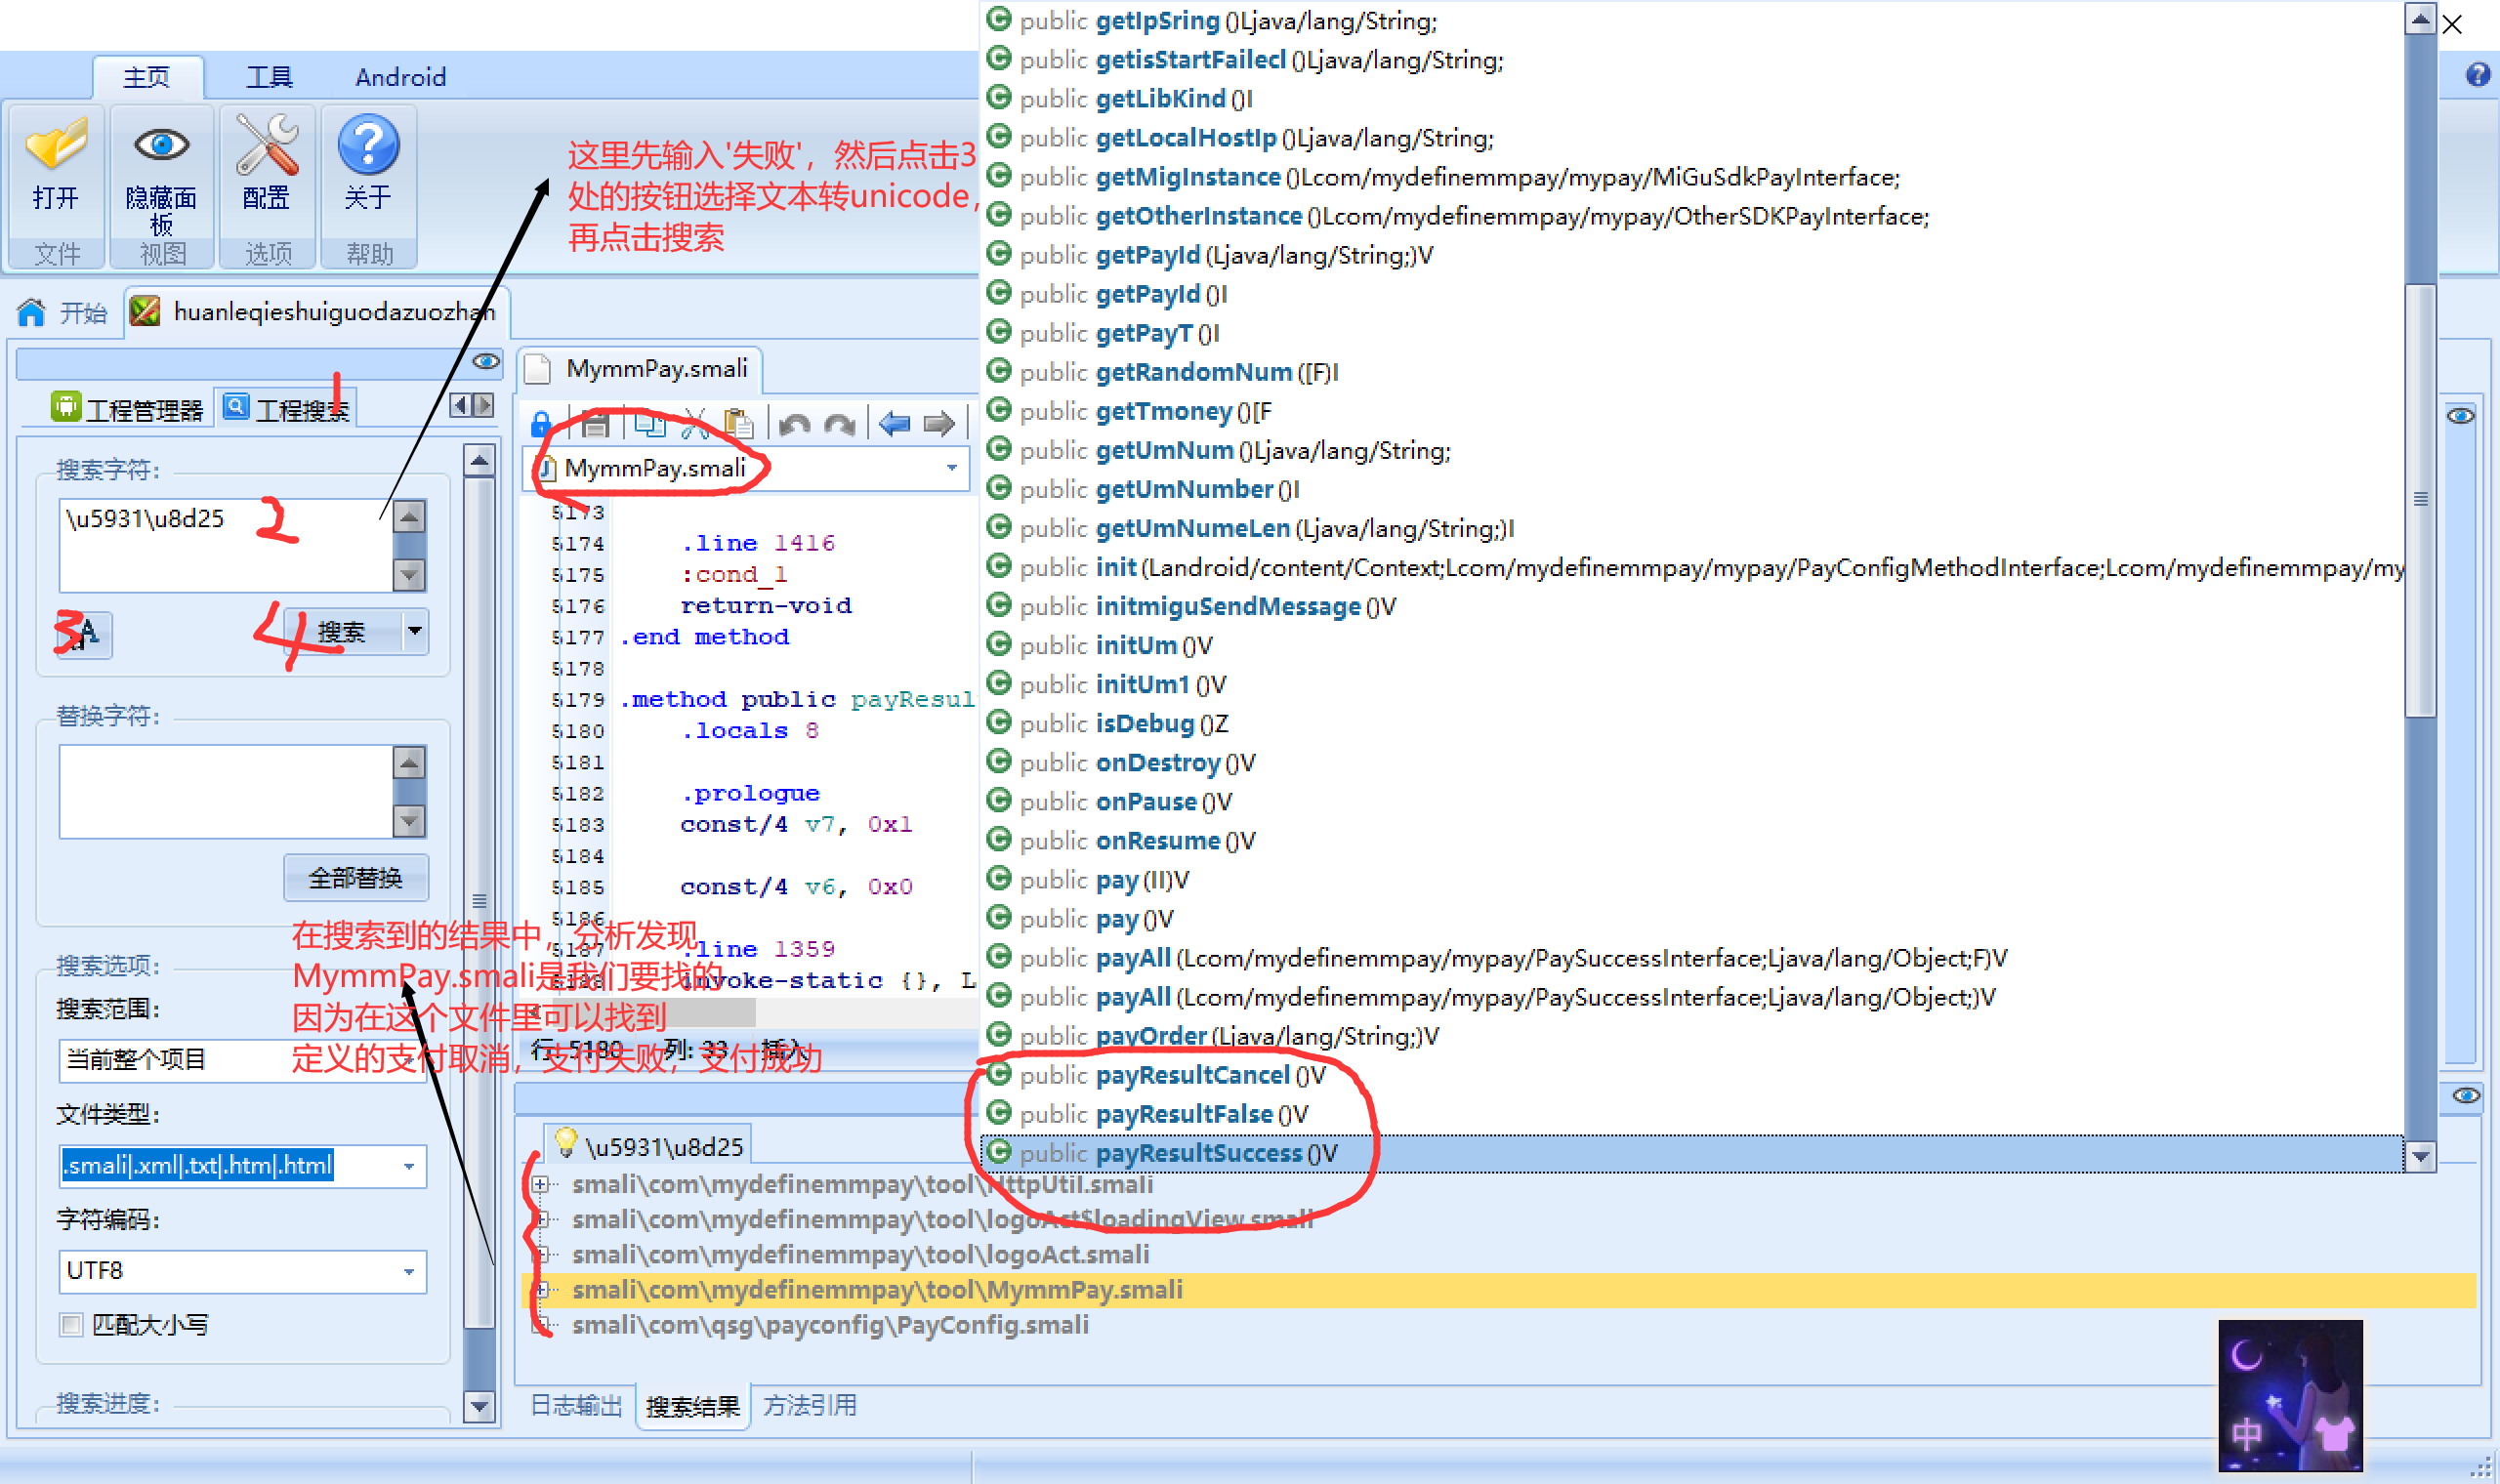 主页
工具
Android
打开
隐藏面板
配置
关于
文件
视图
选项
帮助
这里先输入'失败'，然后点击3
处的按钮选择文本转unicode，
再点击搜索
开始
huanleqieshuiguodazuozhan
工程管理器
工程搜索
1
搜索字符：
\u5931\u8d25
2
3
4
搜索
替换字符：
全部替换
搜索选项：
搜索范围：
当前整个项目
文件类型：
.smali|.xml|.txt|.htm|.html
字符编码：
UTF8
匹配大小写
搜索进度：
在搜索到的结果中，分析发现
MymmPay.smali是我们要找的
因为在这个文件里可以找到
定义的支付取消，支付失败，支付成功
MymmPay.smali
MymmPay.smali
5173
5174 .line 1416
5175 :cond_1
5176 return-void
5177 .end method
5178
5179 .method public payResul
5180 .locals 8
5181
5182 .prologue
5183 const/4 v7, 0x1
5184
5185 const/4 v6, 0x0
5186
5187 .line 1359
5188 invoke-static {}, L
行: 5180 列: 33 插入
public getIpSring ()Ljava/lang/String;
public getisStartFailecl ()Ljava/lang/String;
public getLibKind ()I
public getLocalHostIp ()Ljava/lang/String;
public getMigInstance ()Lcom/mydefinemmpay/mypay/MiGuSdkPayInterface;
public getOtherInstance ()Lcom/mydefinemmpay/mypay/OtherSDKPayInterface;
public getPayId (Ljava/lang/String;)V
public getPayId ()I
public getPayT ()I
public getRandomNum ([F)I
public getTmoney ()[F
public getUmNum ()Ljava/lang/String;
public getUmNumber ()I
public getUmNumeLen (Ljava/lang/String;)I
public init (Landroid/content/Context;Lcom/mydefinemmpay/mypay/PayConfigMethodInterface;Lcom/mydefinemmpay/my
public initmiguSendMessage ()V
public initUm ()V
public initUm1 ()V
public isDebug ()Z
public onDestroy ()V
public onPause ()V
public onResume ()V
public pay (II)V
public pay ()V
public payAll (Lcom/mydefinemmpay/mypay/PaySuccessInterface;Ljava/lang/Object;F)V
public payAll (Lcom/mydefinemmpay/mypay/PaySuccessInterface;Ljava/lang/Object;)V
public payOrder (Ljava/lang/String;)V
public payResultCancel ()V
public payResultFalse ()V
public payResultSuccess ()V
\u5931\u8d25
smali\com\mydefinemmpay\tool\HttpUtil.smali
smali\com\mydefinemmpay\tool\logoAct$loadingView.smali
smali\com\mydefinemmpay\tool\logoAct.smali
smali\com\mydefinemmpay\tool\MymmPay.smali
smali\com\qsg\payconfig\PayConfig.smali
日志输出
搜索结果
方法引用
中